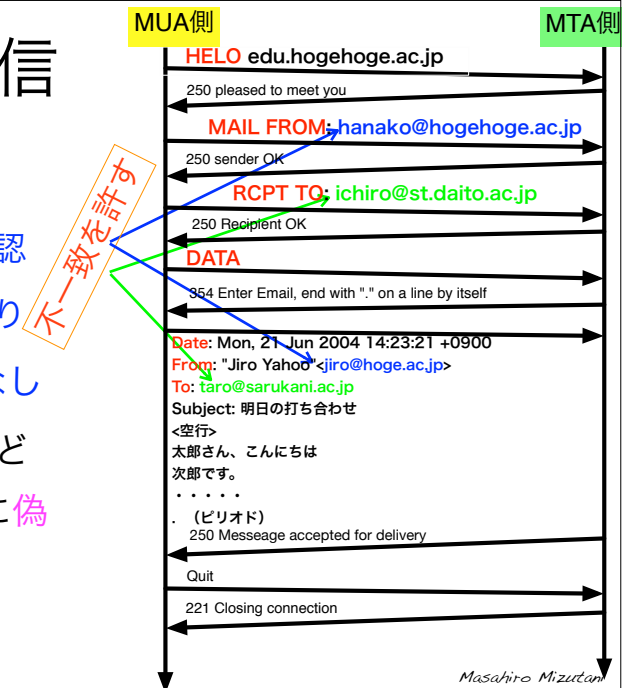 MUA側
MTA側
信
HELO edu.hogehoge.ac.jp
250 pleased to meet you
MAIL FROM: hanako@hogehoge.ac.jp
250 sender OK
RCPT TO: ichiro@st.daito.ac.jp
250 Recipient OK
不一致を許す
認
り
DATA
354 Enter Email, end with "." on a line by itself
Date: Mon, 21 Jun 2004 14:23:21 +0900
From: "Jiro Yahoo"<jiro@hoge.ac.jp>
なし
To: taro@sarukani.ac.jp
Subject: 明日の打ち合わせ
<空行>
ど
太郎さん、こんにちは
次郎です。
・・・・・
に偽
. （ピリオド）
250 Messeage accepted for delivery
Quit
221 Closing connection
Masahiro Mizutani